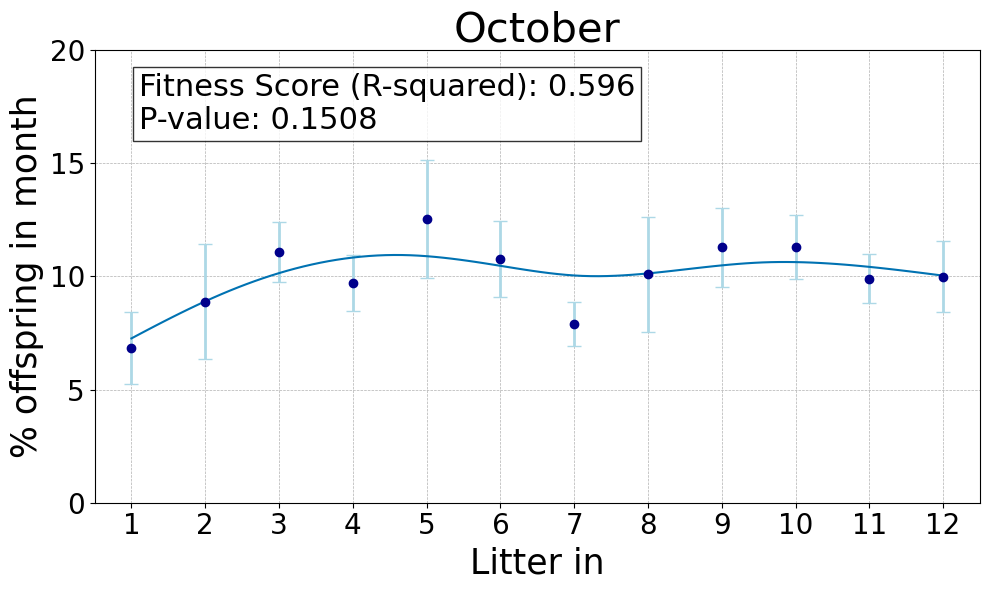 October
Fitness Score (R-squared): 0.596
P-value: 0.1508
% offspring in month
20
15
10
5
0
1 2 3 4 5 6 7 8 9 10 11 12
Litter in